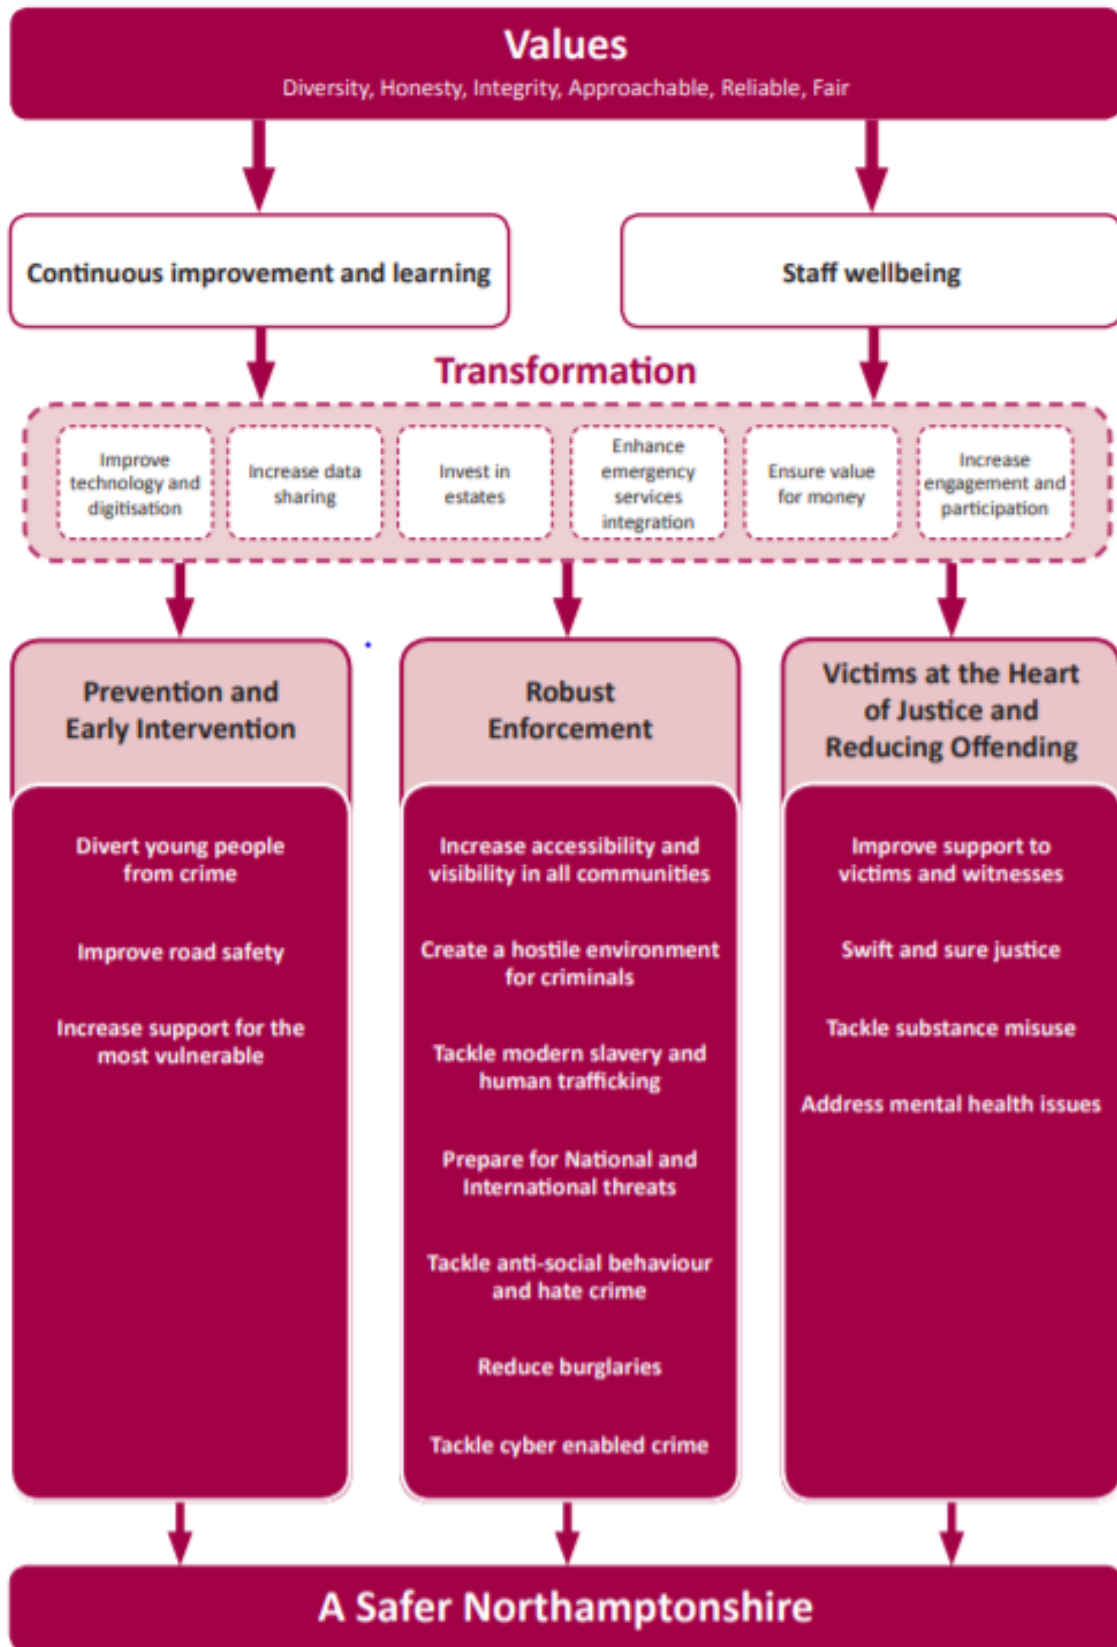 Values
Diversity, Honesty, Integrity, Approachable, Reliable, Fair
Continuous improvement and learning
Staff wellbeing
Transformation
Improve
technology and
digitisation
Increase data
sharing
Invest in
estates
Enhance
emergency
services
integration
Ensure value
for money
Increase
engagement and
participation
Prevention and
Early Intervention
Divert young people
from crime
Improve road safety
Increase support for the
most vulnerable
Robust
Enforcement
Increase accessibility and
visibility in all communities
Create a hostile environment
for criminals
Tackle modern slavery and
human trafficking
Prepare for National and
International threats
Tackle anti-social behaviour
and hate crime
Reduce burglaries
Tackle cyber enabled crime
Victims at the Heart
of Justice and
Reducing Offending
Improve support to
victims and witnesses
Swift and sure justice
Tackle substance misuse
Address mental health issues
A Safer Northamptonshire